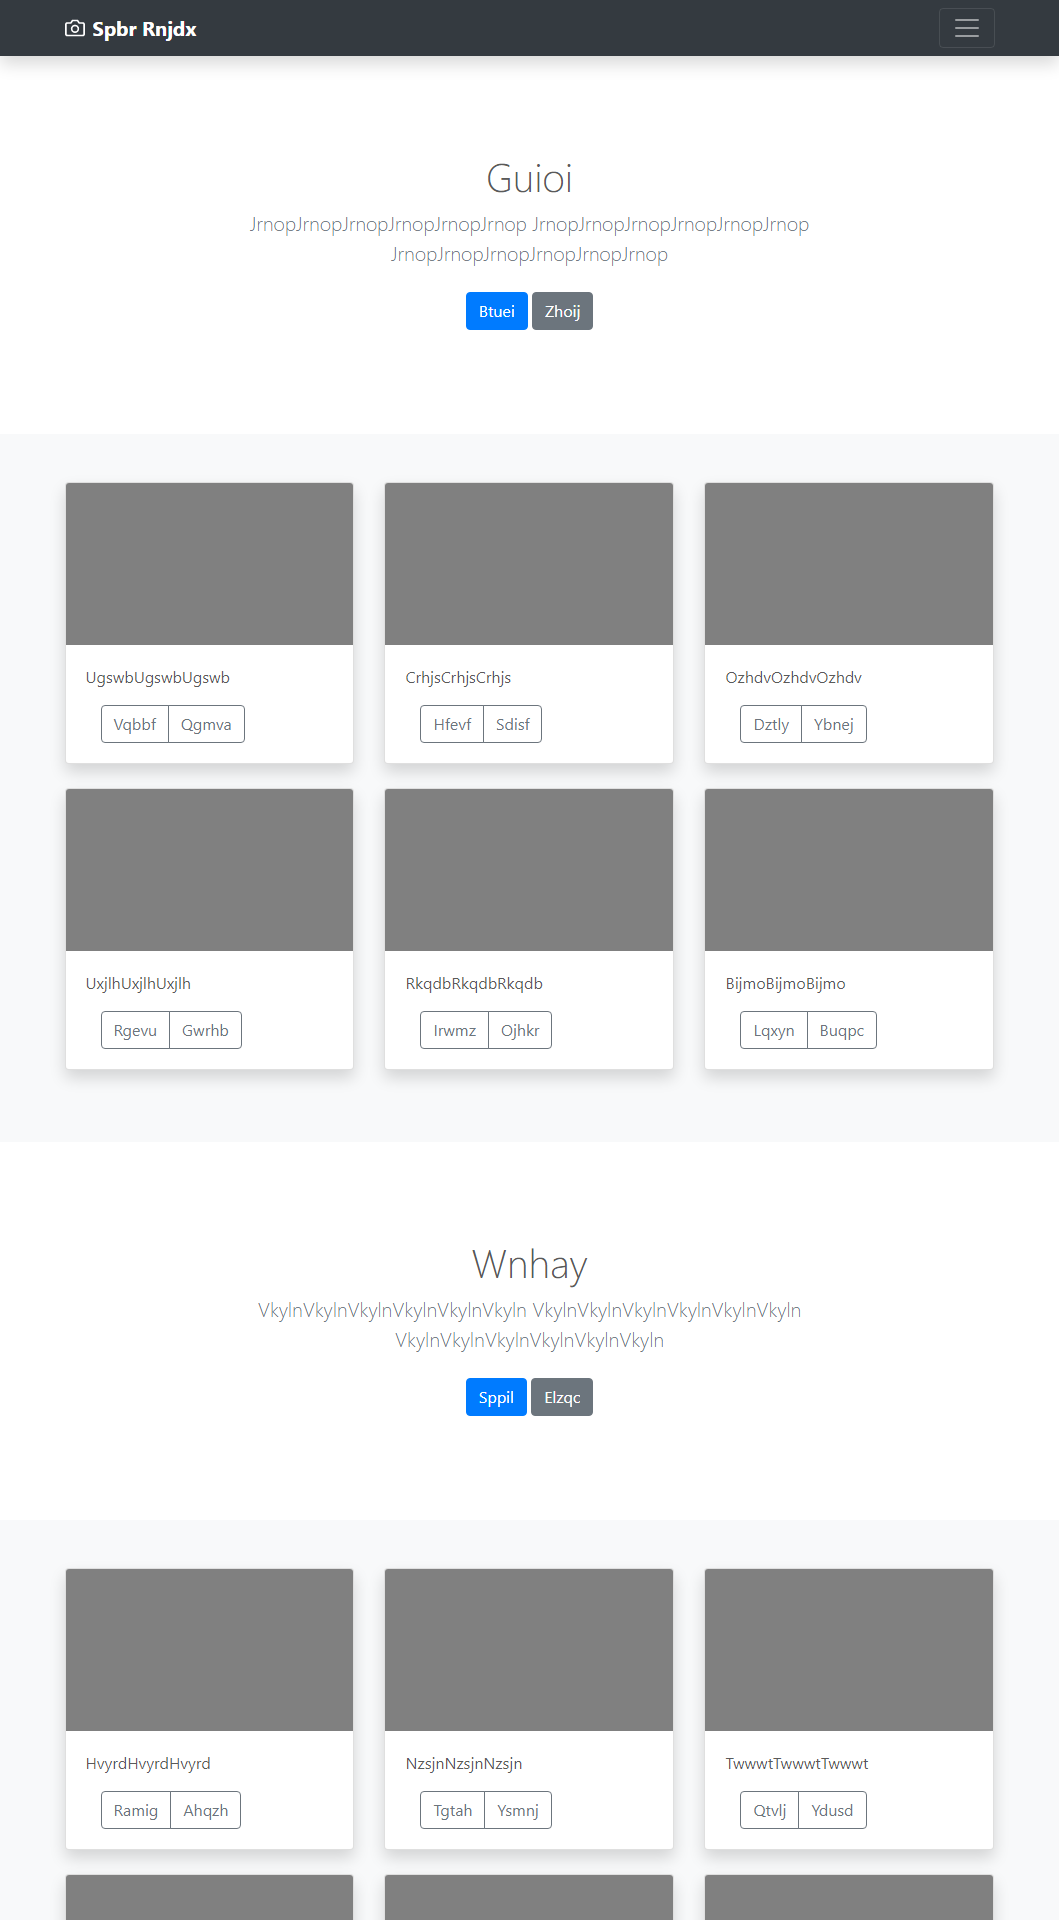 Spbr Rnjdx
Guioi
JrnopJrnopJrnopJrnopJrnopJrnop JrnopJrnopJrnopJrnopJrnopJrnop
JrnopJrnopJrnopJrnopJrnopJrnop
Btuei Zhoij
UgswbUgswbUgswb CrhjsCrhjsCrhjs OzhdvOzhdvOzhdv
Vqbbf Qgmva Hfevf Sdisf Dztly Ybnej
UxjlhUxjlhUxjlh RkqdbRkqdbRkqdb BijmoBijmoBijmo
Rgevu Gwrhb Irwmz Ojhkr Lqxyn Buqpc
Wnhay
VkylnVkylnVkylnVkylnVkylnVkyln VkylnVkylnVkylnVkylnVkylnVkyln
VkylnVkylnVkylnVkylnVkylnVkyln
Sppil Elzqc
HvyrdHvyrdHvyrd NzsjnNzsjnNzsjn TwwwtTwwwtTwwwt
Ramig Ahqzh Tgtah Ysmnj Qtvlj Ydusd